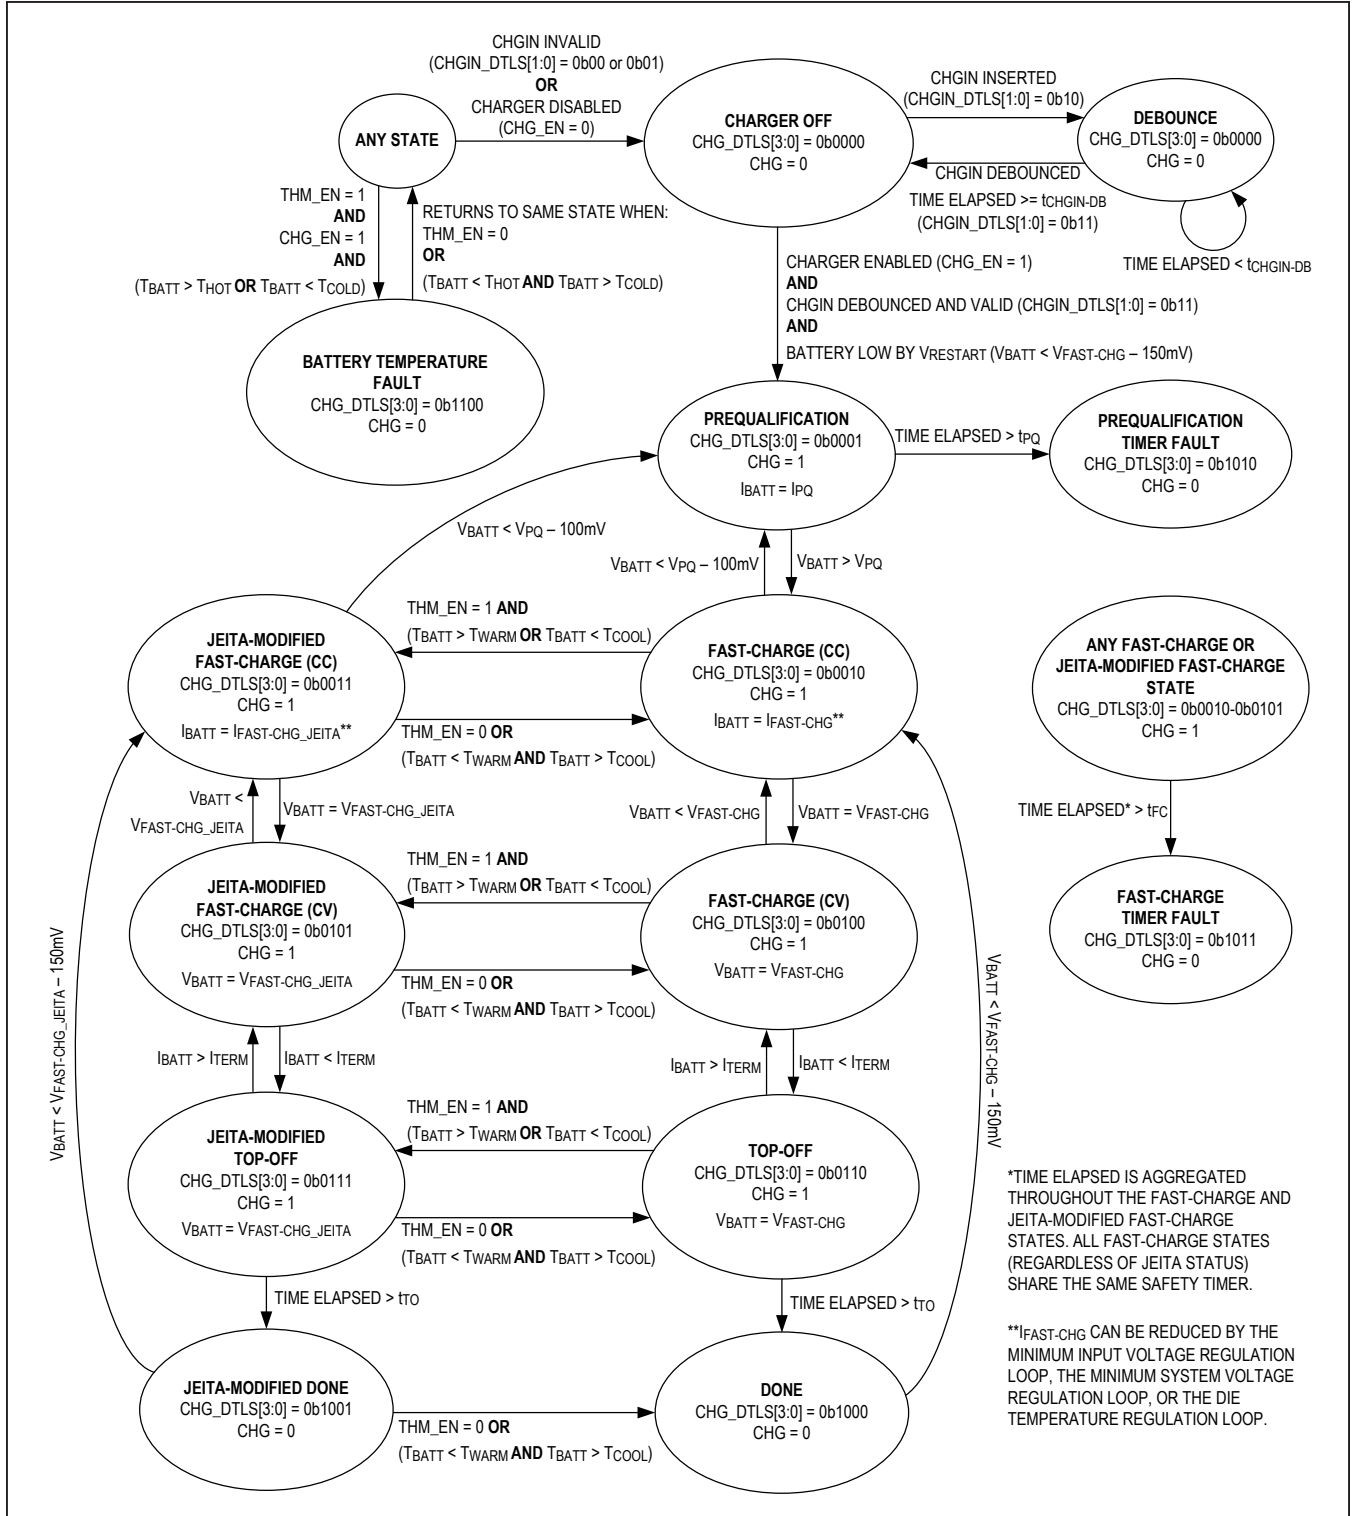 CHGIN INVALID
(CHGIN_DTLS[1:0] = 0b00 or 0b01)
OR
CHARGER DISABLED
(CHG_EN = 0)
ANY STATE
CHARGER OFF
CHG_DTLS[3:0] = 0b0000
CHG = 0
CHGIN INSERTED
(CHGIN_DTLS[1:0] = 0b10)
DEBOUNCE
CHG_DTLS[3:0] = 0b0000
CHG = 0
CHGIN DEBOUNCED
TIME ELAPSED >= tCHGIN-DB
(CHGIN_DTLS[1:0] = 0b11)
TIME ELAPSED < tCHGIN-DB
THM_EN = 1
AND
CHG_EN = 1
AND
(TBATT > THOT OR TBATT < TCOLD)
RETURNS TO SAME STATE WHEN:
THM_EN = 0
OR
(TBATT < THOT AND TBATT > TCOLD)
CHARGER ENABLED (CHG_EN = 1)
AND
CHGIN DEBOUNCED AND VALID (CHGIN_DTLS[1:0] = 0b11)
AND
BATTERY LOW BY VRESTART (VBATT < VFAST-CHG – 150mV)
BATTERY TEMPERATURE
FAULT
CHG_DTLS[3:0] = 0b1100
CHG = 0
PREQUALIFICATION
CHG_DTLS[3:0] = 0b0001
CHG = 1
IBATT = IPQ
TIME ELAPSED > tPQ
PREQUALIFICATION
TIMER FAULT
CHG_DTLS[3:0] = 0b1010
CHG = 0
VBATT < VPQ – 100mV
VBATT < VPQ – 100mV
VBATT > VPQ
JEITA-MODIFIED
FAST-CHARGE (CC)
CHG_DTLS[3:0] = 0b0011
CHG = 1
IBATT = IFAST-CHG_JEITA**
THM_EN = 1 AND
(TBATT > TWARM OR TBATT < TCOOL)
THM_EN = 0 OR
(TBATT < TWARM AND TBATT > TCOOL)
FAST-CHARGE (CC)
CHG_DTLS[3:0] = 0b0010
CHG = 1
IBATT = IFAST-CHG**
ANY FAST-CHARGE OR
JEITA-MODIFIED FAST-CHARGE
STATE
CHG_DTLS[3:0] = 0b0010-0b0101
CHG = 1
VBATT <
VFAST-CHG_JEITA
VBATT = VFAST-CHG_JEITA
VBATT < VFAST-CHG
VBATT = VFAST-CHG
TIME ELAPSED* > tFC
JEITA-MODIFIED
FAST-CHARGE (CV)
CHG_DTLS[3:0] = 0b0101
CHG = 1
VBATT = VFAST-CHG_JEITA
THM_EN = 1 AND
(TBATT > TWARM OR TBATT < TCOOL)
THM_EN = 0 OR
(TBATT < TWARM AND TBATT > TCOOL)
FAST-CHARGE (CV)
CHG_DTLS[3:0] = 0b0100
CHG = 1
VBATT = VFAST-CHG
FAST-CHARGE
TIMER FAULT
CHG_DTLS[3:0] = 0b1011
CHG = 0
VBATT < VFAST-CHG_JEITA – 150mV
VBATT < VFAST-CHG – 150mV
IBATT > ITERM
IBATT < ITERM
IBATT > ITERM
IBATT < ITERM
JEITA-MODIFIED
TOP-OFF
CHG_DTLS[3:0] = 0b0111
CHG = 1
VBATT = VFAST-CHG_JEITA
THM_EN = 1 AND
(TBATT > TWARM OR TBATT < TCOOL)
THM_EN = 0 OR
(TBATT < TWARM AND TBATT > TCOOL)
TOP-OFF
CHG_DTLS[3:0] = 0b0110
CHG = 1
VBATT = VFAST-CHG
*TIME ELAPSED IS AGGREGATED
THROUGHOUT THE FAST-CHARGE AND
JEITA-MODIFIED FAST-CHARGE
STATES. ALL FAST-CHARGE STATES
(REGARDLESS OF JEITA STATUS)
SHARE THE SAME SAFETY TIMER.
TIME ELAPSED > tTO
TIME ELAPSED > tTO
**IFAST-CHG CAN BE REDUCED BY THE
MINIMUM INPUT VOLTAGE REGULATION
LOOP, THE MINIMUM SYSTEM VOLTAGE
REGULATION LOOP, OR THE DIE
TEMPERATURE REGULATION LOOP.
JEITA-MODIFIED DONE
CHG_DTLS[3:0] = 0b1001
CHG = 0
THM_EN = 0 OR
(TBATT < TWARM AND TBATT > TCOOL)
DONE
CHG_DTLS[3:0] = 0b1000
CHG = 0